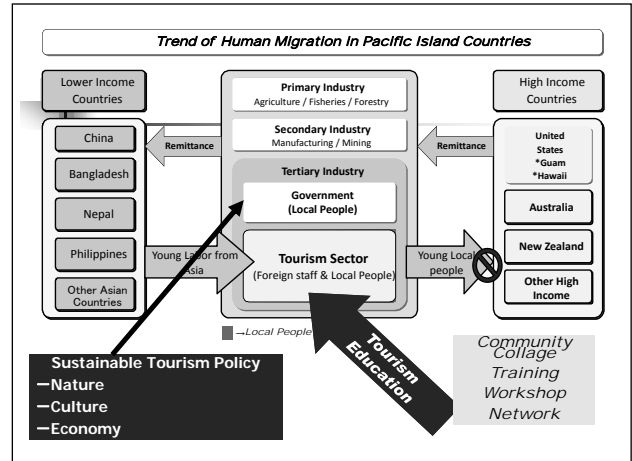 Trend of Human Migration in Pacific Island Countries
Lower Income
Countries
China
Bangladesh
Nepal
Philippines
Other Asian
Countries
Remittance
Young Labor from
Asia
Primary Industry
Agriculture / Fisheries / Forestry
Secondary Industry
Manufacturing / Mining
Tertiary Industry
Government
(Local People)
Tourism Sector
(Foreign staff & Local People)
→Local People
Remittance
Young Local
people
High Income
Countries
United
States
*Guam
*Hawaii
Australia
New Zealand
Other High
Income
Sustainable Tourism Policy
—Nature
—Culture
—Economy
Tourism
Education
Community
Collage
Training
Workshop
Network